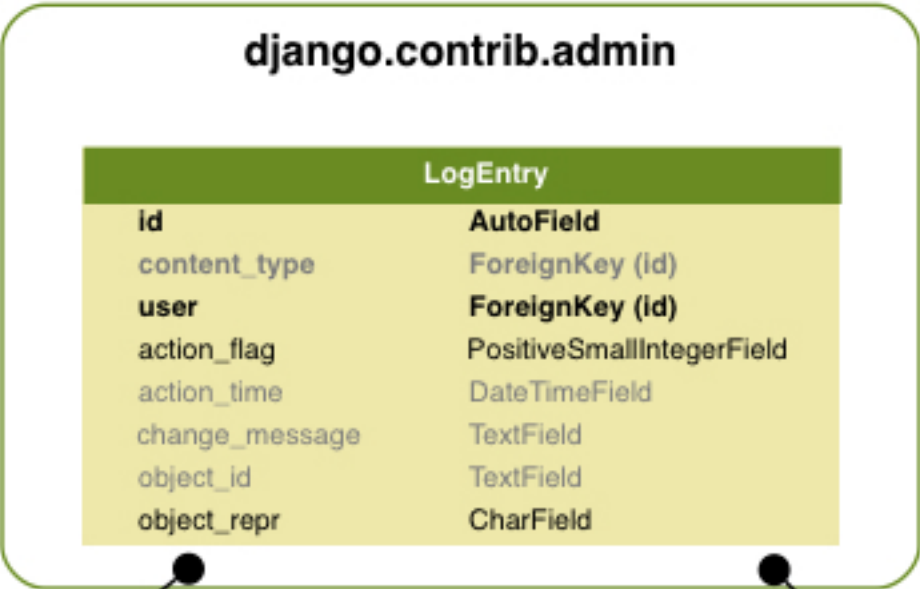 django.contrib.admin
LogEntry
id AutoField
content_type ForeignKey (id)
user ForeignKey (id)
action_flag PositiveSmallIntegerField
action_time DateTimeField
change_message TextField
object_id TextField
object_repr CharField